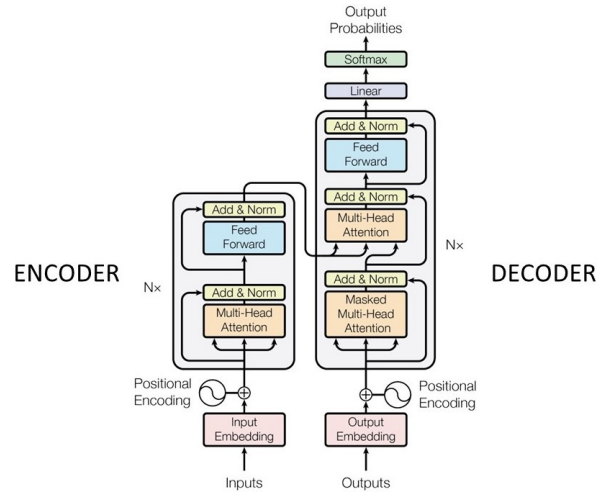 Output
Probabilities
Softmax
Linear
Add & Norm
Feed
Forward
Add & Norm
Multi-Head
Attention
Add & Norm
Masked
Multi-Head
Attention
Nx
DECODER
Positional
Encoding
Output
Embedding
Outputs
ENCODER
Nx
Add & Norm
Feed
Forward
Add & Norm
Multi-Head
Attention
Positional
Encoding
Input
Embedding
Inputs